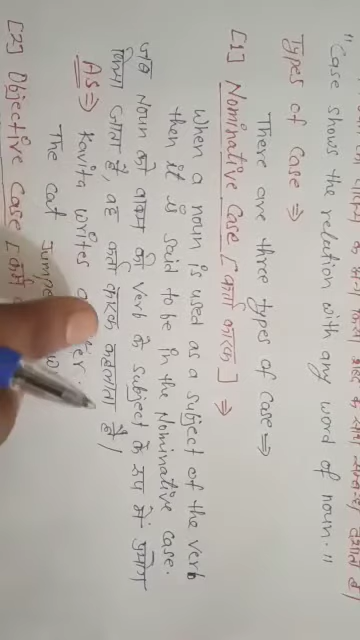 "Case shows the relation with any word of noun."
Types of Case ⇒
There are three types of Case ⇒
[1] Nominative Case [कर्ता कारक] ⇒
When a noun is used as a subject of the verb
then it is said to be in the Nominative case.
जब Noun को वाक्य की Verb के Subject के रूप में प्रयोग
किया जाता है, वह कर्ता कारक कहलाता है।
As ⇒ Kavita writes a
The cat Jump
[2] Objective Case [कर्म